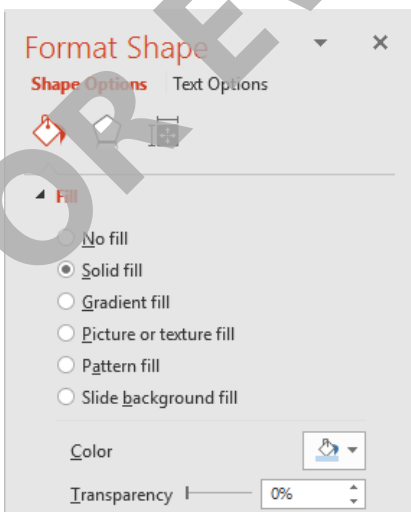 Format Shape
Shape Options Text Options
Fill
No fill
Solid fill
Gradient fill
Picture or texture fill
Pattern fill
Slide background fill
Color
Transparency 0%